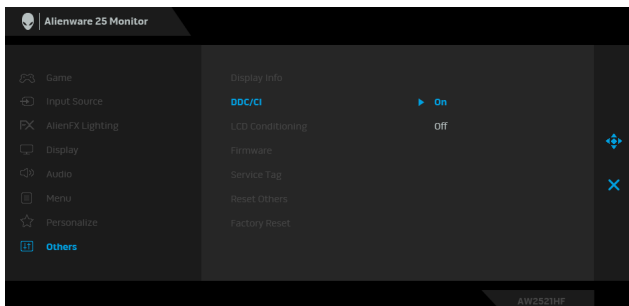 Alienware 25 Monitor
Game
Input Source
AlienFX Lighting
Display
Audio
Menu
Personalize
Others
Display Info
DDC/CI
On
LCD Conditioning
Off
Firmware
Service Tag
Reset Others
Factory Reset
AW2521HF